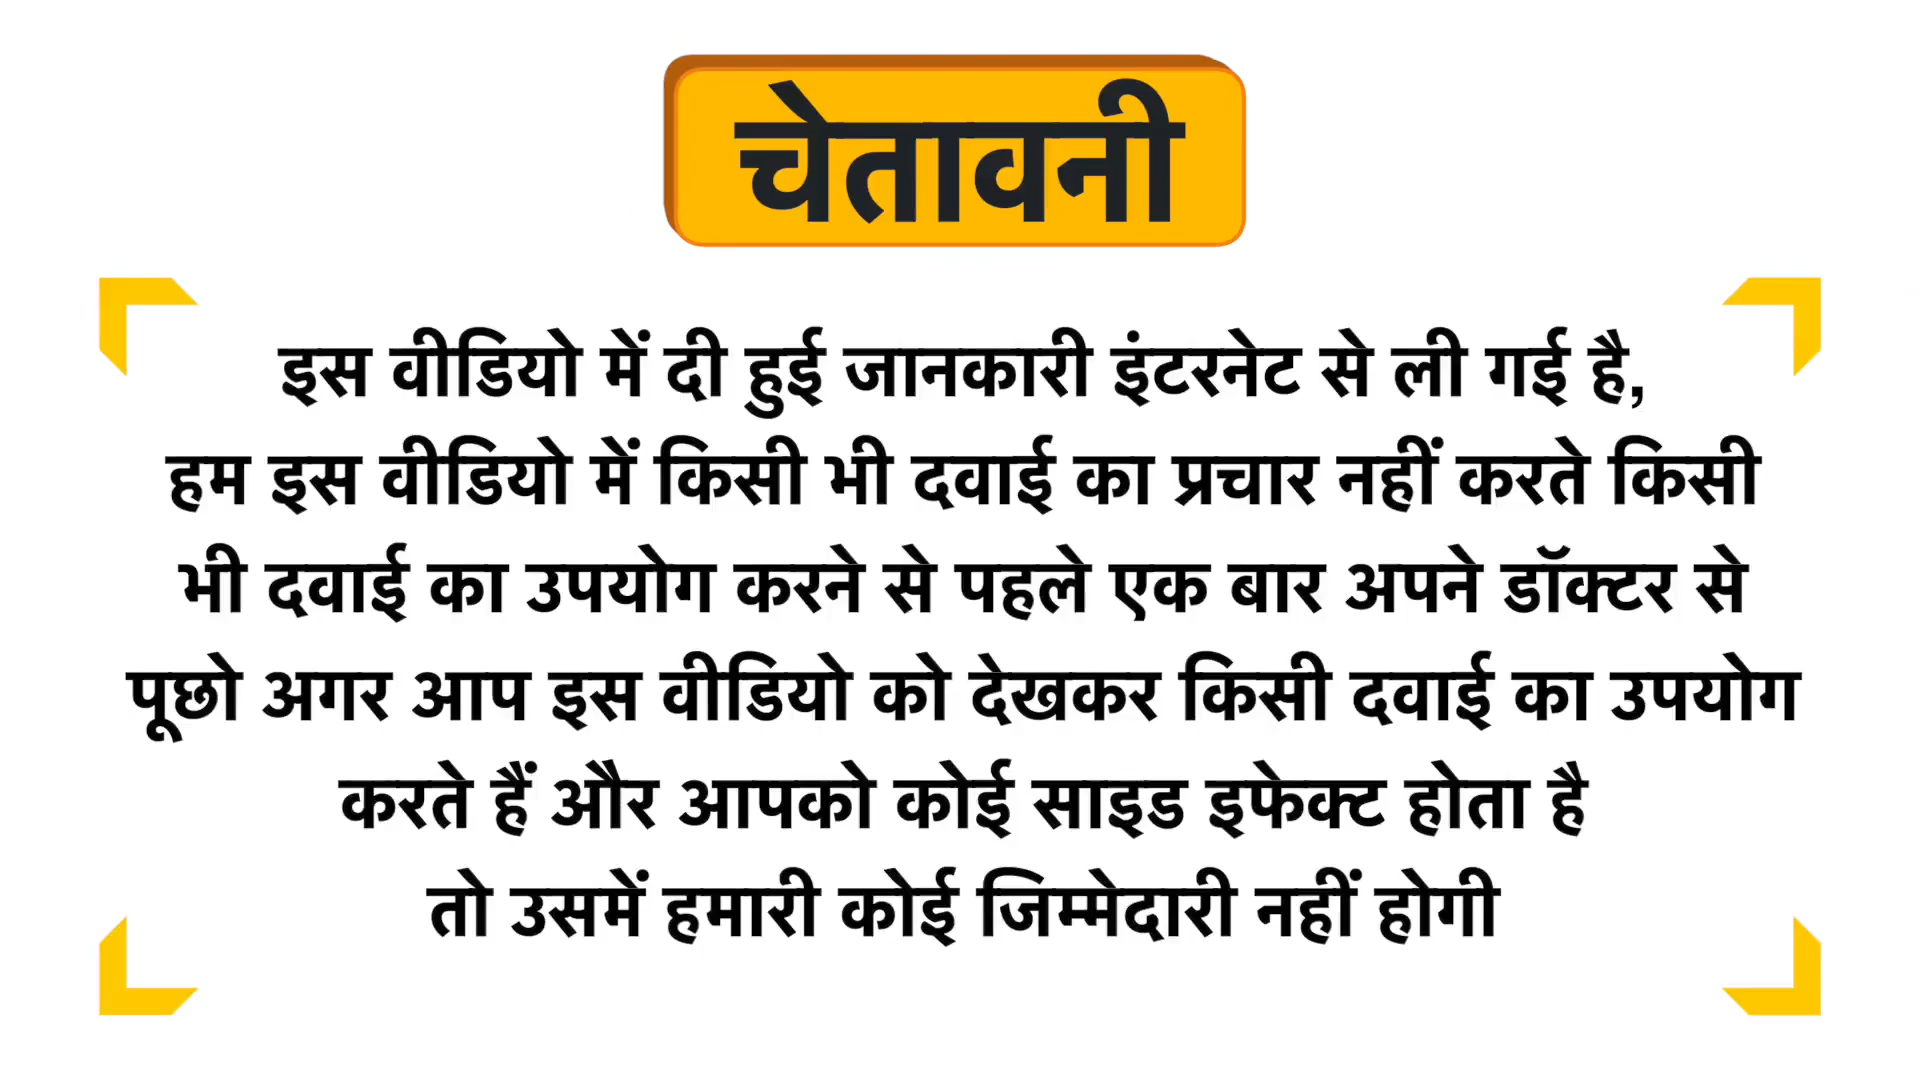 चेतावनी
इस वीडियो में दी हुई जानकारी इंटरनेट से ली गई है,
हम इस वीडियो में किसी भी दवाई का प्रचार नहीं करते किसी
भी दवाई का उपयोग करने से पहले एक बार अपने डॉक्टर से
पूछो अगर आप इस वीडियो को देखकर किसी दवाई का उपयोग
करते हैं और आपको कोई साइड इफेक्ट होता है
तो उसमें हमारी कोई जिम्मेदारी नहीं होगी